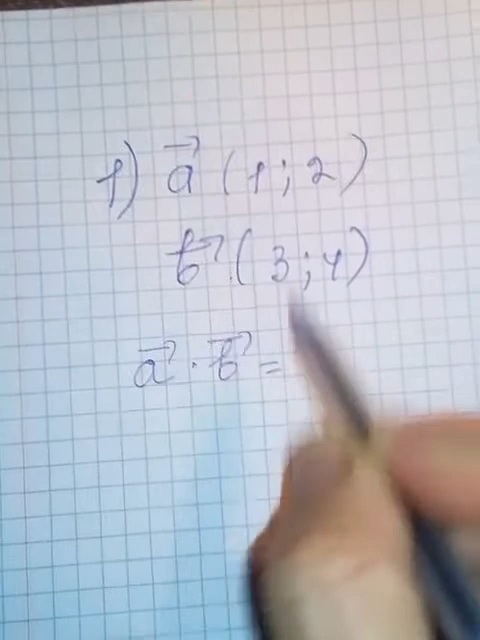 1) a⃗ (1; 2)
b⃗ (3; 4)
a⃗ · b⃗ =